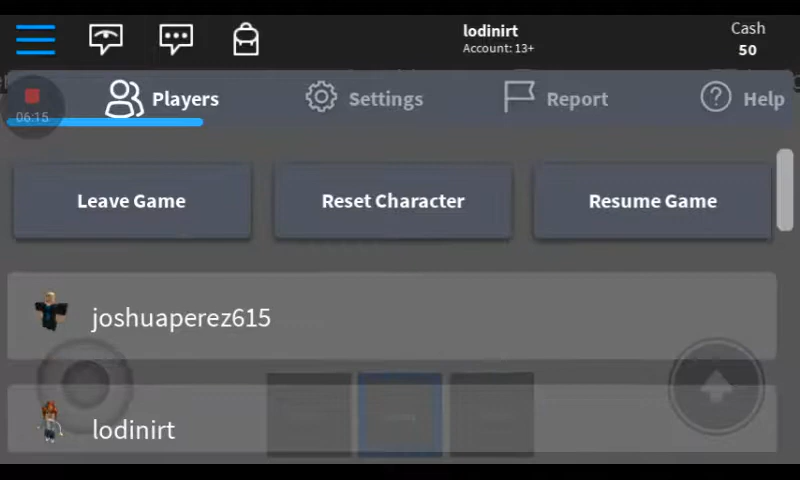 lodinirt
Account: 13+
Cash
50
06:15
Players
Settings
Report
Help
Leave Game
Reset Character
Resume Game
joshuaperez615
lodinirt